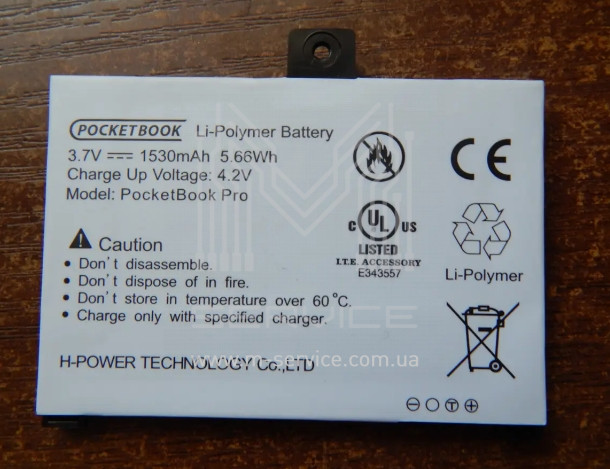 POCKETBOOK Li-Polymer Battery
3.7V 1530mAh 5.66Wh
Charge Up Voltage: 4.2V
Model: PocketBook Pro
CE
C UL US
LISTED
I.T.E. ACCESSORY
E343557
Li-Polymer
Caution
• Don't disassemble.
• Don't dispose of in fire.
• Don't store in temperature over 60°C.
• Charge only with specified charger.
SERVICE
www.m-service.com.ua
H-POWER TECHNOLOGY Co.,LTD
⊖ ○ Ⓣ ⊕